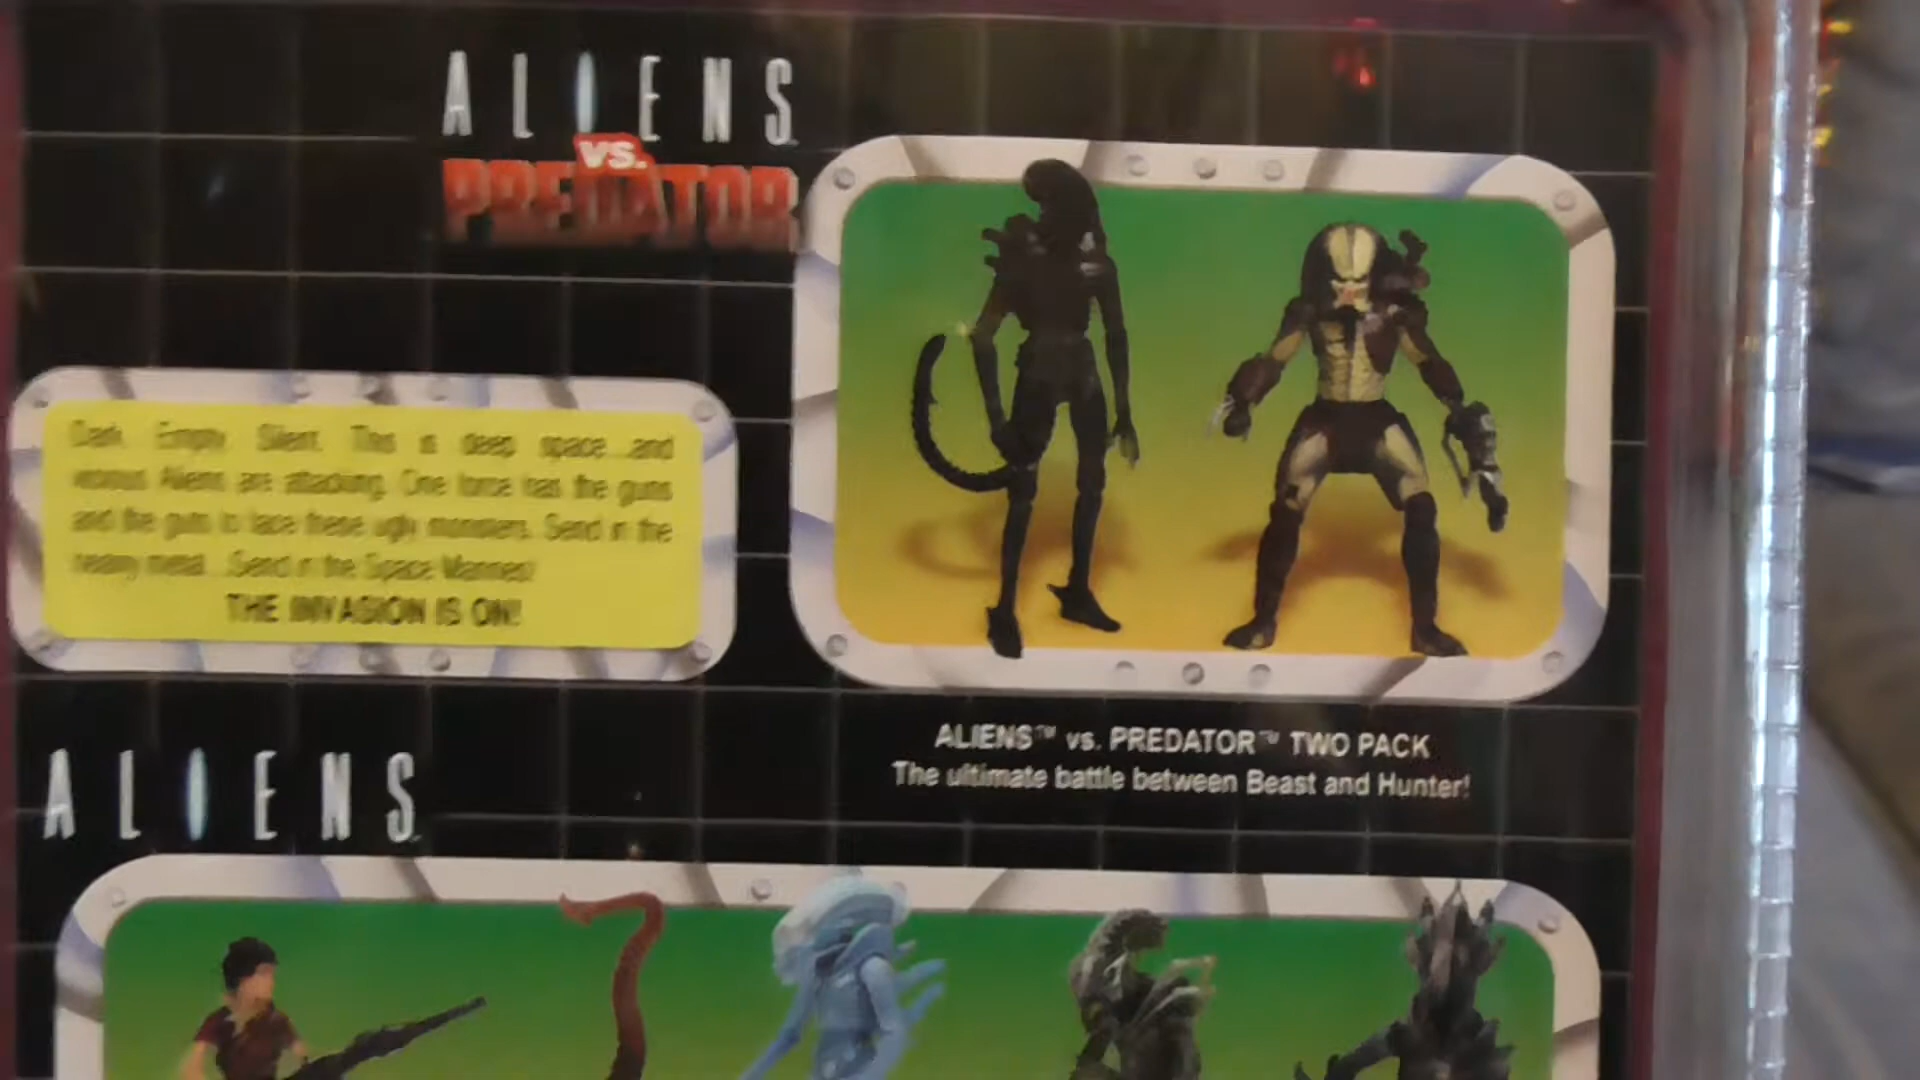 ALIENS
vs.
PREDATOR
Dark. Empty. Silent. This is deep space...and
Aliens are attacking. One force has the guns
and the guts to face these ugly monsters. Send in the
heavy metal...Send in the Space Marines!
THE INVASION IS ON!
ALIENS™ vs. PREDATOR™ TWO PACK
The ultimate battle between Beast and Hunter!
ALIENS